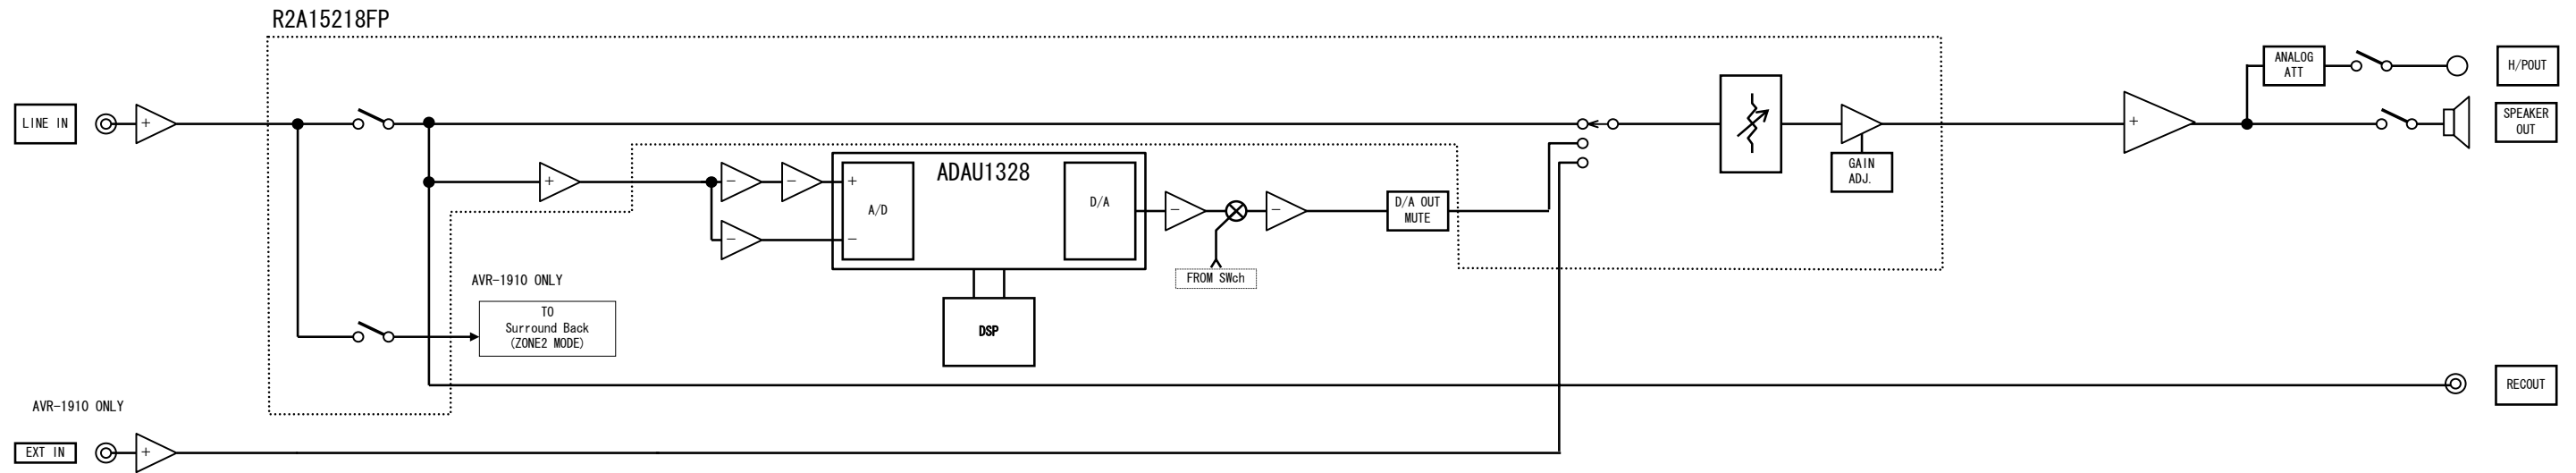 R2A15218FP
LINE IN
+
+
−
−
−
+
−
A/D
ADAU1328
D/A
−
−
FROM SWch
D/A OUT
MUTE
GAIN
ADJ.
+
ANALOG
ATT
H/POUT
SPEAKER
OUT
AVR-1910 ONLY
TO
Surround Back
(ZONE2 MODE)
DSP
RECOUT
AVR-1910 ONLY
EXT IN
+